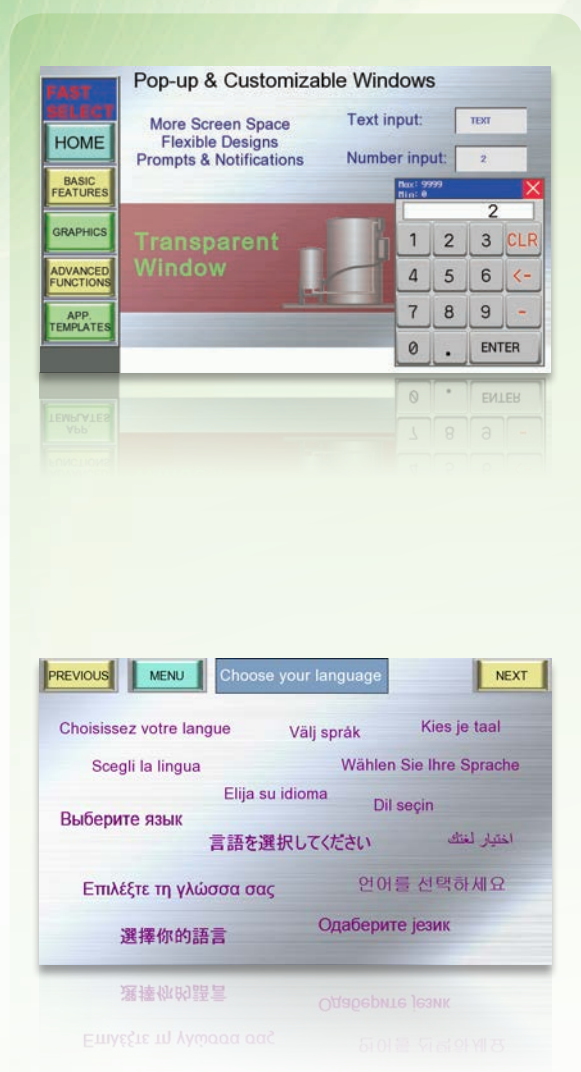 FAST
SELECT
HOME
BASIC
FEATURES
GRAPHICS
ADVANCED
FUNCTIONS
APP.
TEMPLATES
Pop-up & Customizable Windows
More Screen Space
Flexible Designs
Prompts & Notifications
Text input: TEXT
Number input: 2
Transparent
Window
Max: 9999
Min: 0
2
1 2 3 CLR
4 5 6 <-
7 8 9 -
0 . ENTER
PREVIOUS MENU Choose your language NEXT
Choisissez votre langue Välj språk Kies je taal
Scegli la lingua Wählen Sie Ihre Sprache
Elija su idioma Dil seçin
Выберите язык
言語を選択してください اختيار لغتك
Επιλέξτε τη γλώσσα σας 언어를 선택하세요
選擇你的語言 Одаберите језик